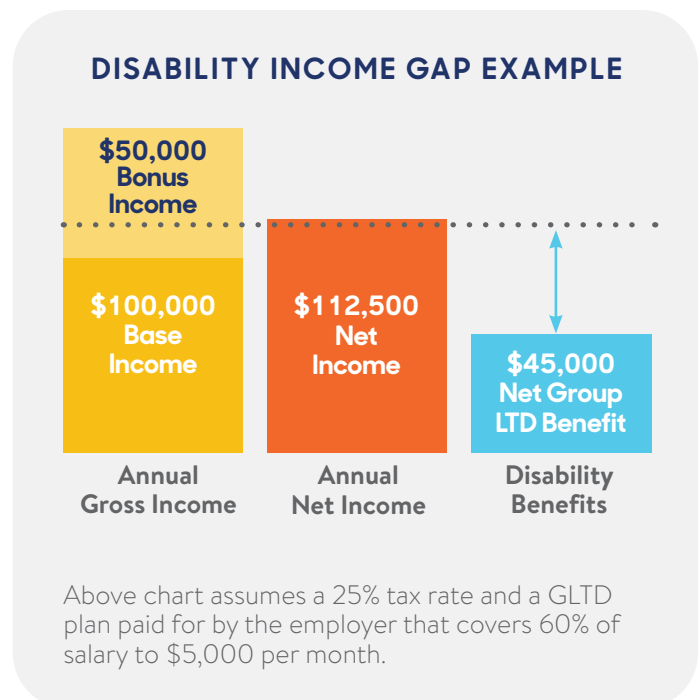 DISABILITY INCOME GAP EXAMPLE
$50,000
Bonus
Income
$100,000
Base
Income
$112,500
Net
Income
$45,000
Net Group
LTD Benefit
Annual
Gross Income
Annual
Net Income
Disability
Benefits
Above chart assumes a 25% tax rate and a GLTD
plan paid for by the employer that covers 60% of
salary to $5,000 per month.